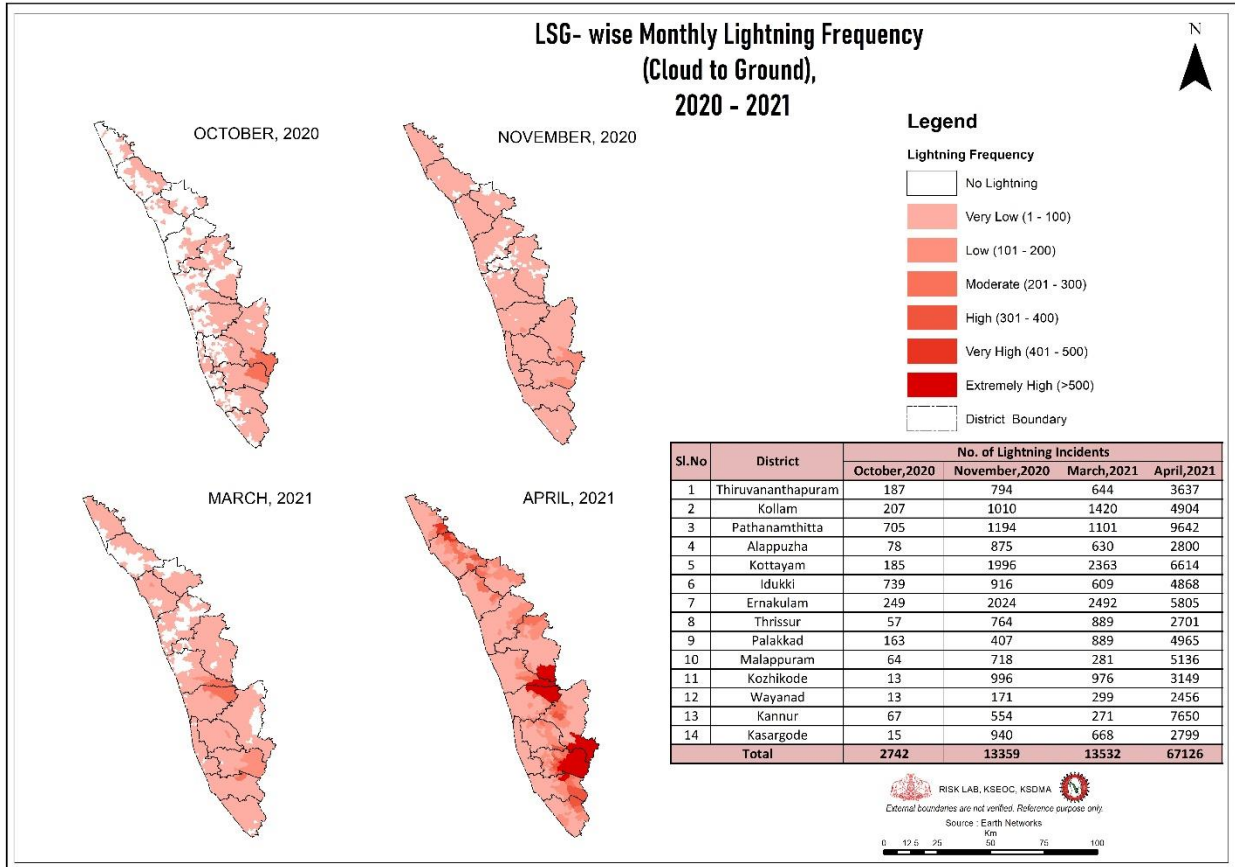 LSG- wise Monthly Lightning Frequency
(Cloud to Ground),
2020 - 2021
N
OCTOBER, 2020
NOVEMBER, 2020
MARCH, 2021
APRIL, 2021
Legend
Lightning Frequency
No Lightning
Very Low (1 - 100)
Low (101 - 200)
Moderate (201 - 300)
High (301 - 400)
Very High (401 - 500)
Extremely High (>500)
District Boundary
Sl.No District No. of Lightning Incidents
October,2020 November,2020 March,2021 April,2021
1 Thiruvananthapuram 187 794 644 3637
2 Kollam 207 1010 1420 4904
3 Pathanamthitta 705 1194 1101 9642
4 Alappuzha 78 875 630 2800
5 Kottayam 185 1996 2363 6614
6 Idukki 739 916 609 4868
7 Ernakulam 249 2024 2492 5805
8 Thrissur 57 764 889 2701
9 Palakkad 163 407 889 4965
10 Malappuram 64 718 281 5136
11 Kozhikode 13 996 976 3149
12 Wayanad 13 171 299 2456
13 Kannur 67 554 271 7650
14 Kasargode 15 940 668 2799
Total 2742 13359 13532 67126
RISK LAB, KSEOC, KSDMA
External boundaries are not verified. Reference purpose only.
Source : Earth Networks
Km
0 12.5 25 50 75 100